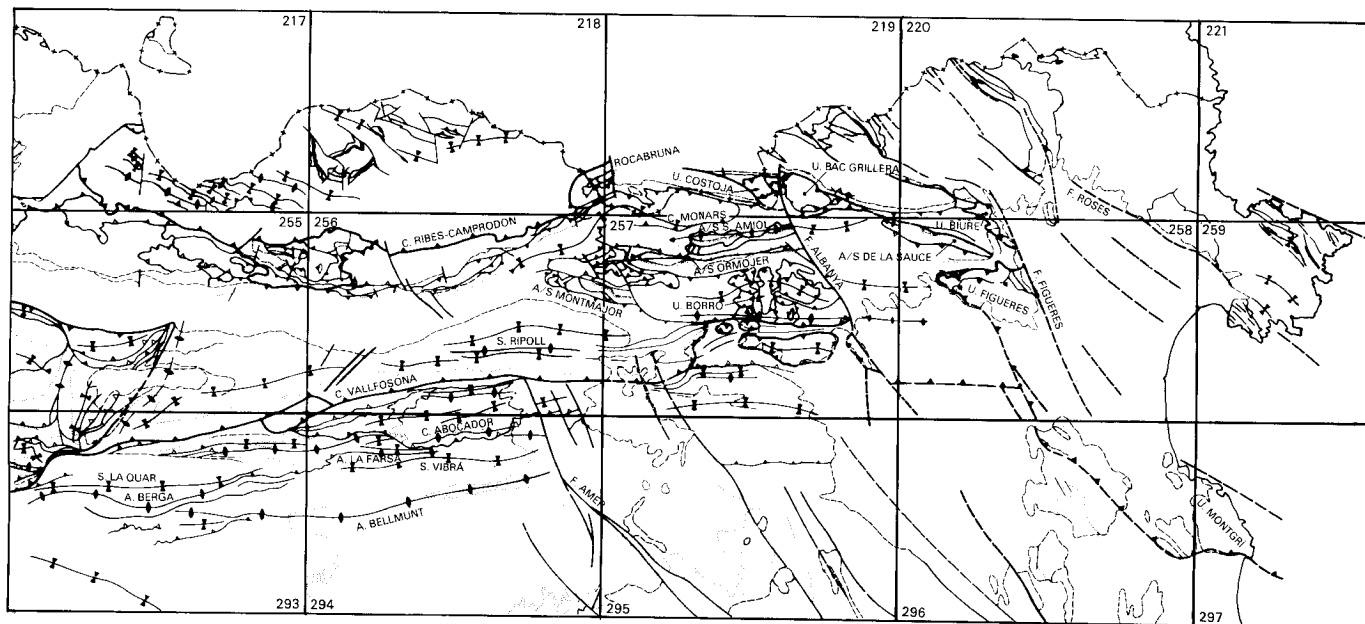 217
218
219 220
221
ROCABRUNA
U. COSTOJA
U. BAC GRILLERA
F. ROSES
255 256
C. RIBES-CAMPRODON
257
C. MONARS
A/S S. AMIOL
U. BIURE
258 259
F. ALBANYA
A/S DE LA SAUCE
A/S ORMOJER
A/S MONTMAJOR
U. BORRO
U. FIGUERES
F. FIGUERES
S. RIPOLL
C. VALLFOSONA
C. ABOCADOR
A. LA FARSA
S. VIBRA
S. LA QUAR
A. BERGA
A. BELLMUNT
F. AMER
U. MONTGRI
293 294
295
296
297